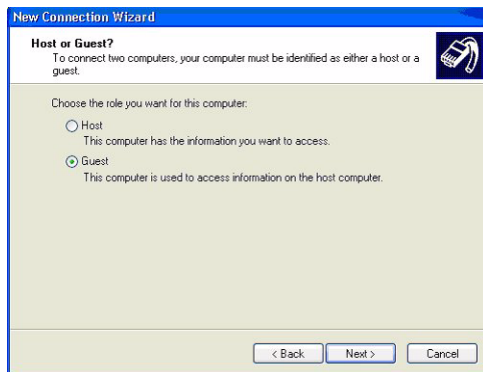 New Connection Wizard
Host or Guest?
To connect two computers, your computer must be identified as either a host or a
guest.
Choose the role you want for this computer:
Host
This computer has the information you want to access.
Guest
This computer is used to access information on the host computer.
< Back
Next >
Cancel